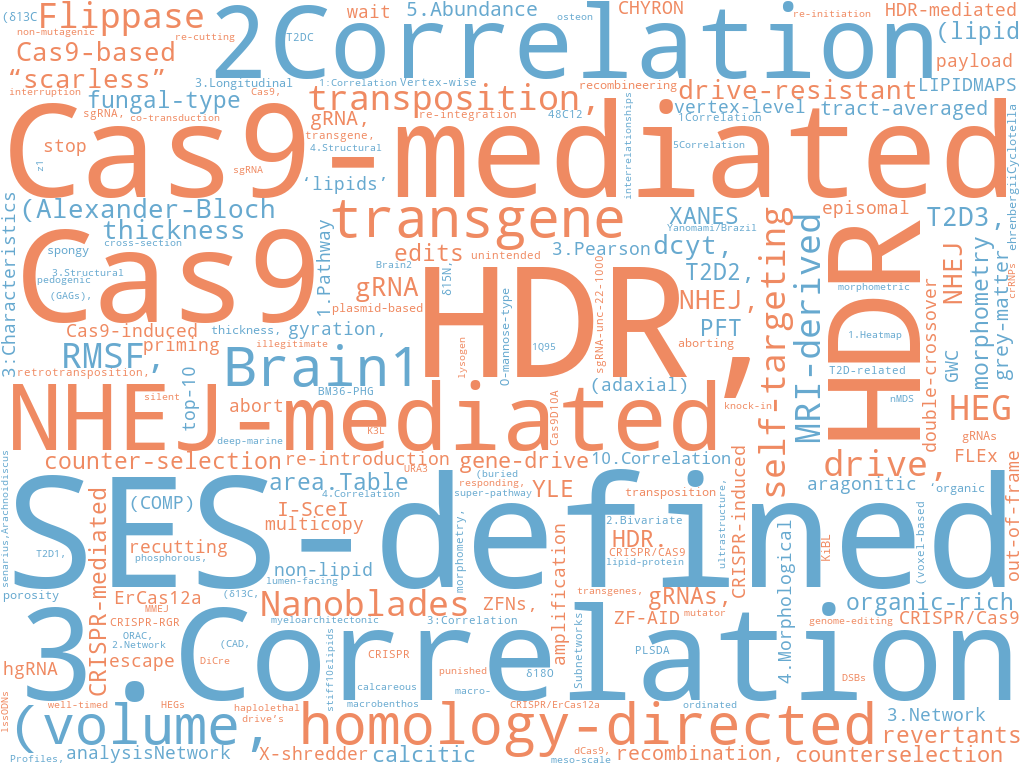 (δ13C
Flippase
2Correlation
wait
5.Abundance
osteon
CHYRON
re-initiation
HDR-mediated
non-mutagenic
re-cutting
T2DC
(lipid
Cas9-based
payload
“scarless”
3.Longitudinal
1:Correlation
Vertex-wise
recombineering
drive-resistant
LIPIDMAPS
interruption
fungal-type
Cas9,
transposition,
vertex-level
tract-averaged
sgRNA,
co-transduction
gRNA,
re-integration
48C12
1Correlation
Cas9-mediated
stop
transgene,
4.Structural
5Correlation
interrelationships
ehrenbergiiCyclotella
z1
sgRNA
‘lipids’
3:Characteristics
(Alexander-Bloch
transgene
XANES
Yanomami/Brazil
episomal
T2D3,
thickness
cross-section
Cas9
spongy
edits
unintended
3.Pearson
dcyt,
self-targeting
MRI-derived
HDR
NHEJ
morphometry
grey-matter
crRNPs
1.Pathway
Brain2
δ15N,
HDR,
sgRNA-unc-22-1000
T2D2,
3.Structural
pedogenic
(GAGs),
gRNA
plasmid-based
O-mannose-type
NHEJ,
morphometric
double-crossover
Cas9-induced
thickness,
gyration,
PFT
1.Heatmap
RMSF,
priming
illegitimate
lysogen
1Q95
aborting
GWC
retrotransposition,
Brain1
BM36-PHG
(adaxial)
T2D-related
top-10
silent
abort
NHEJ-mediated,
deep-marine
K3L
Cas9D10A
knock-in
nMDS
HEG
gRNAs
counter-selection
re-introduction
URA3
gene-drive
10.Correlation
drive,
FLEx
senarius,Arachnoidiscus
area.Table
(buried
responding,
super-pathway
YLE
transposition
aragonitic
‘organic
out-of-frame
SES-defined
CRISPR-mediated
(COMP)
4.Correlation
I-SceI
multicopy
morphometry,
2.Bivariate
HDR.
CRISPR/CAS9
lipid-protein
ultrastructure,
CRISPR-induced
KiBL
(voxel-based
T2D1,
phosphorous,
recutting
non-lipid
lumen-facing
amplification
4.Morphological
porosity
ErCas12a
MMEJ
(δ13C,
Nanoblades
ZFNs,
transgenes,
gRNAs,
mutator
organic-rich
CRISPR-RGR
myeloarchitectonic
3:Correlation
ZF-AID
genome-editing
CRISPR/Cas9
ORAC,
2.Network
(CAD,
3.Correlation
hgRNA
escape
DiCre
stiff10εlipids
CRISPR
calcareous
punished
macro-
δ18O
Subnetworks
PLSDA
DSBs
lssODNs
well-timed
HEGs
haplolethal
drive’s
macrobenthos
CRISPR/ErCas12a
ordinated
3.Network
(volume,
homology-directed
revertants
Profiles,
analysisNetwork
X-shredder
calcitic
dCas9,
meso-scale
recombination,
counterselection